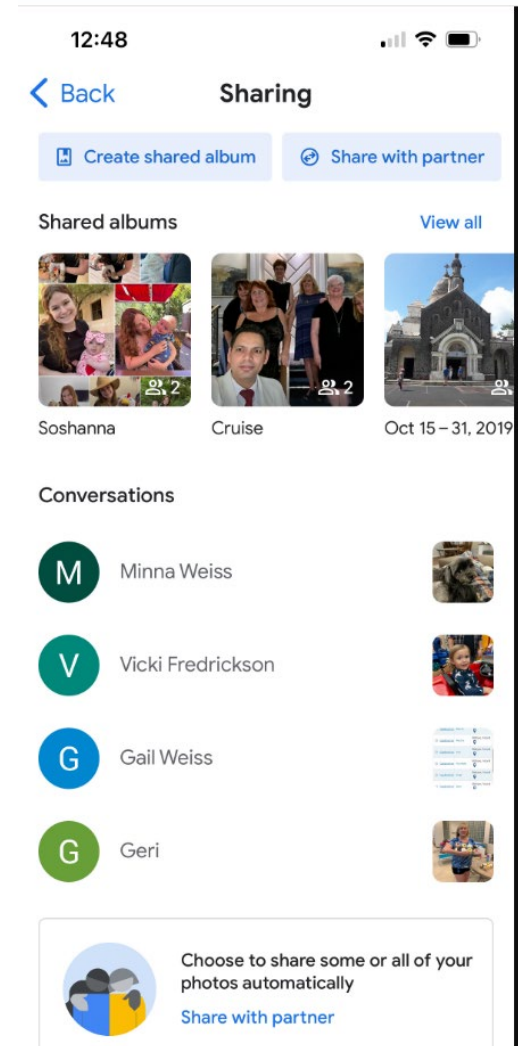 12:48
Back
Sharing
Create shared album
Share with partner
Shared albums
View all
2
2
Soshanna
Cruise
Oct 15 – 31, 2019
Conversations
M
Minna Weiss
V
Vicki Fredrickson
G
Gail Weiss
G
Geri
Choose to share some or all of your
photos automatically
Share with partner